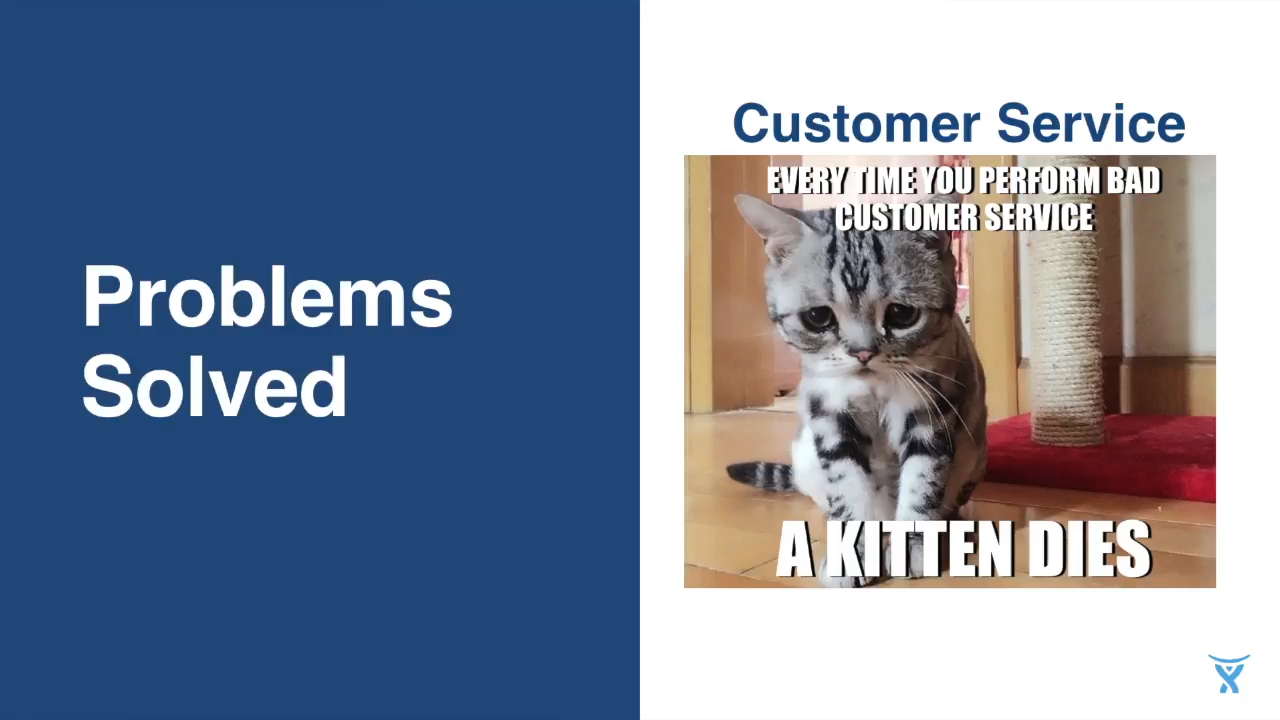 Problems
Solved
Customer Service
EVERY TIME YOU PERFORM BAD
CUSTOMER SERVICE
A KITTEN DIES